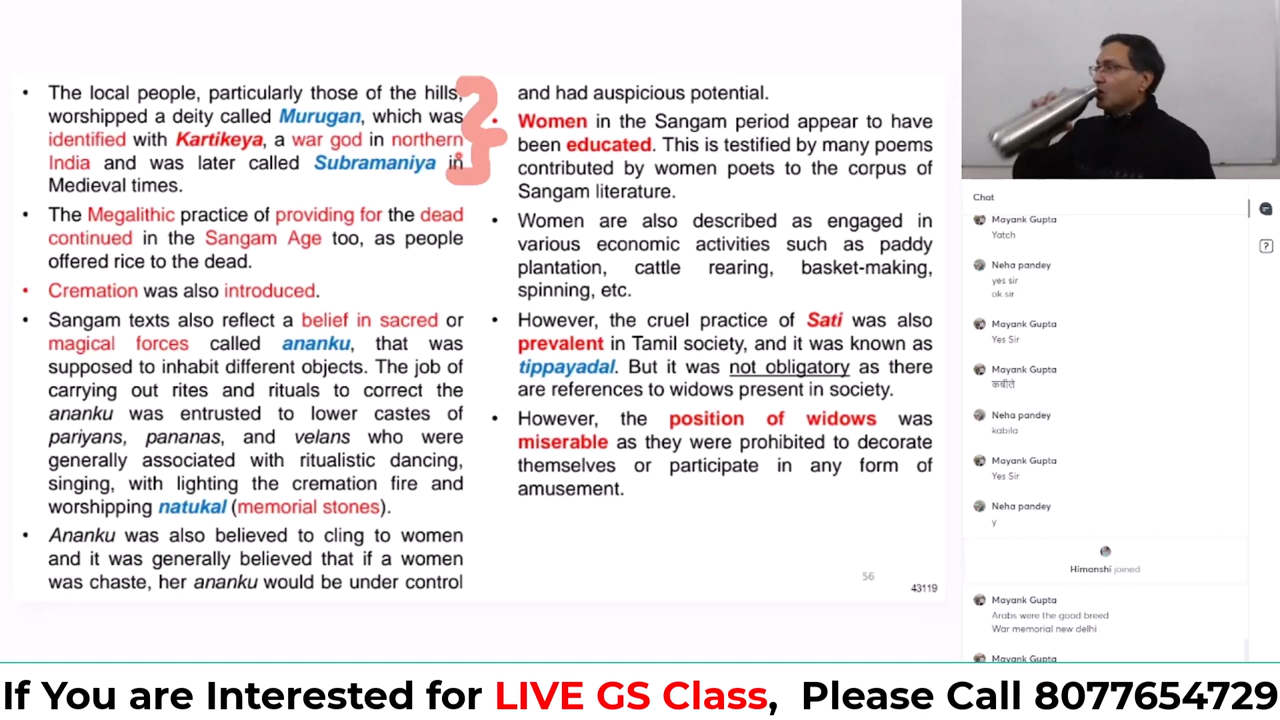 • The local people, particularly those of the hills,
worshipped a deity called Murugan, which was
identified with Kartikeya, a war god in northern
India and was later called Subramaniya in
Medieval times.
• The Megalithic practice of providing for the dead
continued in the Sangam Age too, as people
offered rice to the dead.
• Cremation was also introduced.
• Sangam texts also reflect a belief in sacred or
magical forces called ananku, that was
supposed to inhabit different objects. The job of
carrying out rites and rituals to correct the
ananku was entrusted to lower castes of
pariyans, pananas, and velans who were
generally associated with ritualistic dancing,
singing, with lighting the cremation fire and
worshipping natukal (memorial stones).
• Ananku was also believed to cling to women
and it was generally believed that if a women
was chaste, her ananku would be under control
and had auspicious potential.
• Women in the Sangam period appear to have
been educated. This is testified by many poems
contributed by women poets to the corpus of
Sangam literature.
• Women are also described as engaged in
various economic activities such as paddy
plantation, cattle rearing, basket-making,
spinning, etc.
• However, the cruel practice of Sati was also
prevalent in Tamil society, and it was known as
tippayadal. But it was not obligatory as there
are references to widows present in society.
• However, the position of widows was
miserable as they were prohibited to decorate
themselves or participate in any form of
amusement.
56
43119
Chat
Mayank Gupta
Yatch
Neha pandey
yes sir
ok sir
Mayank Gupta
Yes Sir
Mayank Gupta
कबीले
Neha pandey
kabila
Mayank Gupta
Yes Sir
Neha pandey
y
Himanshi joined
Mayank Gupta
Arabs were the good breed
War memorial new delhi
Mayank Gupta
?
If You are Interested for LIVE GS Class, Please Call 8077654729